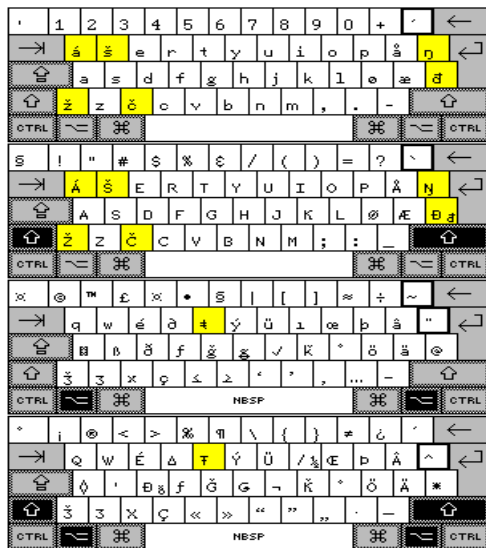 ' 1 2 3 4 5 6 7 8 9 0 + ´
á š e r t y u i o p å ŋ
a s d f g h j k l ø æ đ
ž z č c v b n m , . -
CTRL CTRL
§ ! " # $ % & / ( ) = ? `
Á Š E R T Y U I O P Å Ŋ
A S D F G H J K L Ø Æ Đ
Ž Z Č C V B N M ; : _
CTRL CTRL
© ™ £ • § | [ ] ≈ ÷ ~
q w é ŧ ý ü ı œ þ â ¨
ß ð f ğ √ ǩ ° ö ä @
ǯ ʒ x ç ≤ ≥ ‘ ’ ‚ … –
CTRL NBSP CTRL
° ¡ ® < > ‰ ¶ \ { } ≠ ¿ ´
Q W É Ŧ Ý Ü Œ Þ Â ^
◊ ' f Ğ ¬ Ǩ ° Ö Ä
Ǯ Ʒ X Ç « » “ ” „ · —
CTRL NBSP CTRL